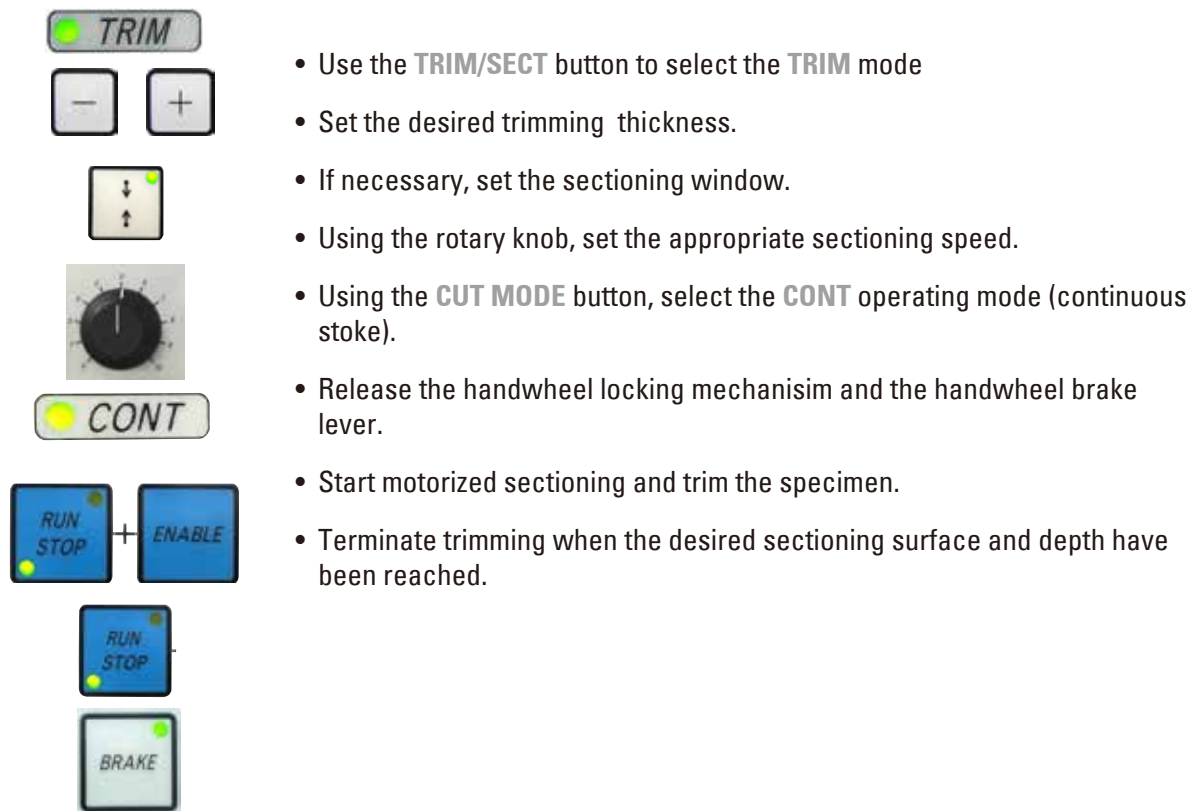 TRIM
- +
• Use the TRIM/SECT button to select the TRIM mode
• Set the desired trimming thickness.
• If necessary, set the sectioning window.
• Using the rotary knob, set the appropriate sectioning speed.
• Using the CUT MODE button, select the CONT operating mode (continuous
stoke).
• Release the handwheel locking mechanisim and the handwheel brake
lever.
• Start motorized sectioning and trim the specimen.
• Terminate trimming when the desired sectioning surface and depth have
been reached.
CONT
RUN
STOP
+
ENABLE
RUN
STOP
BRAKE